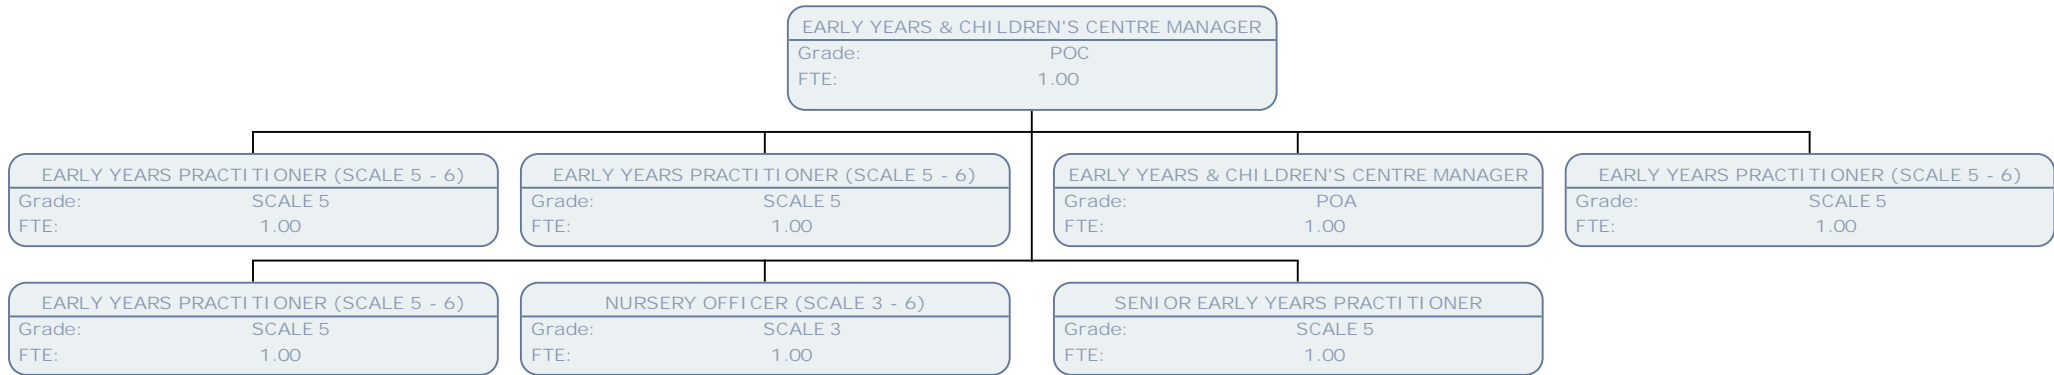 EARLY YEARS & CHILDREN'S CENTRE MANAGER
Grade: POC
FTE: 1.00
EARLY YEARS PRACTITIONER (SCALE 5 - 6)
Grade: SCALE 5
FTE: 1.00
EARLY YEARS PRACTITIONER (SCALE 5 - 6)
Grade: SCALE 5
FTE: 1.00
EARLY YEARS & CHILDREN'S CENTRE MANAGER
Grade: POA
FTE: 1.00
EARLY YEARS PRACTITIONER (SCALE 5 - 6)
Grade: SCALE 5
FTE: 1.00
EARLY YEARS PRACTITIONER (SCALE 5 - 6)
Grade: SCALE 5
FTE: 1.00
NURSERY OFFICER (SCALE 3 - 6)
Grade: SCALE 3
FTE: 1.00
SENIOR EARLY YEARS PRACTITIONER
Grade: SCALE 5
FTE: 1.00